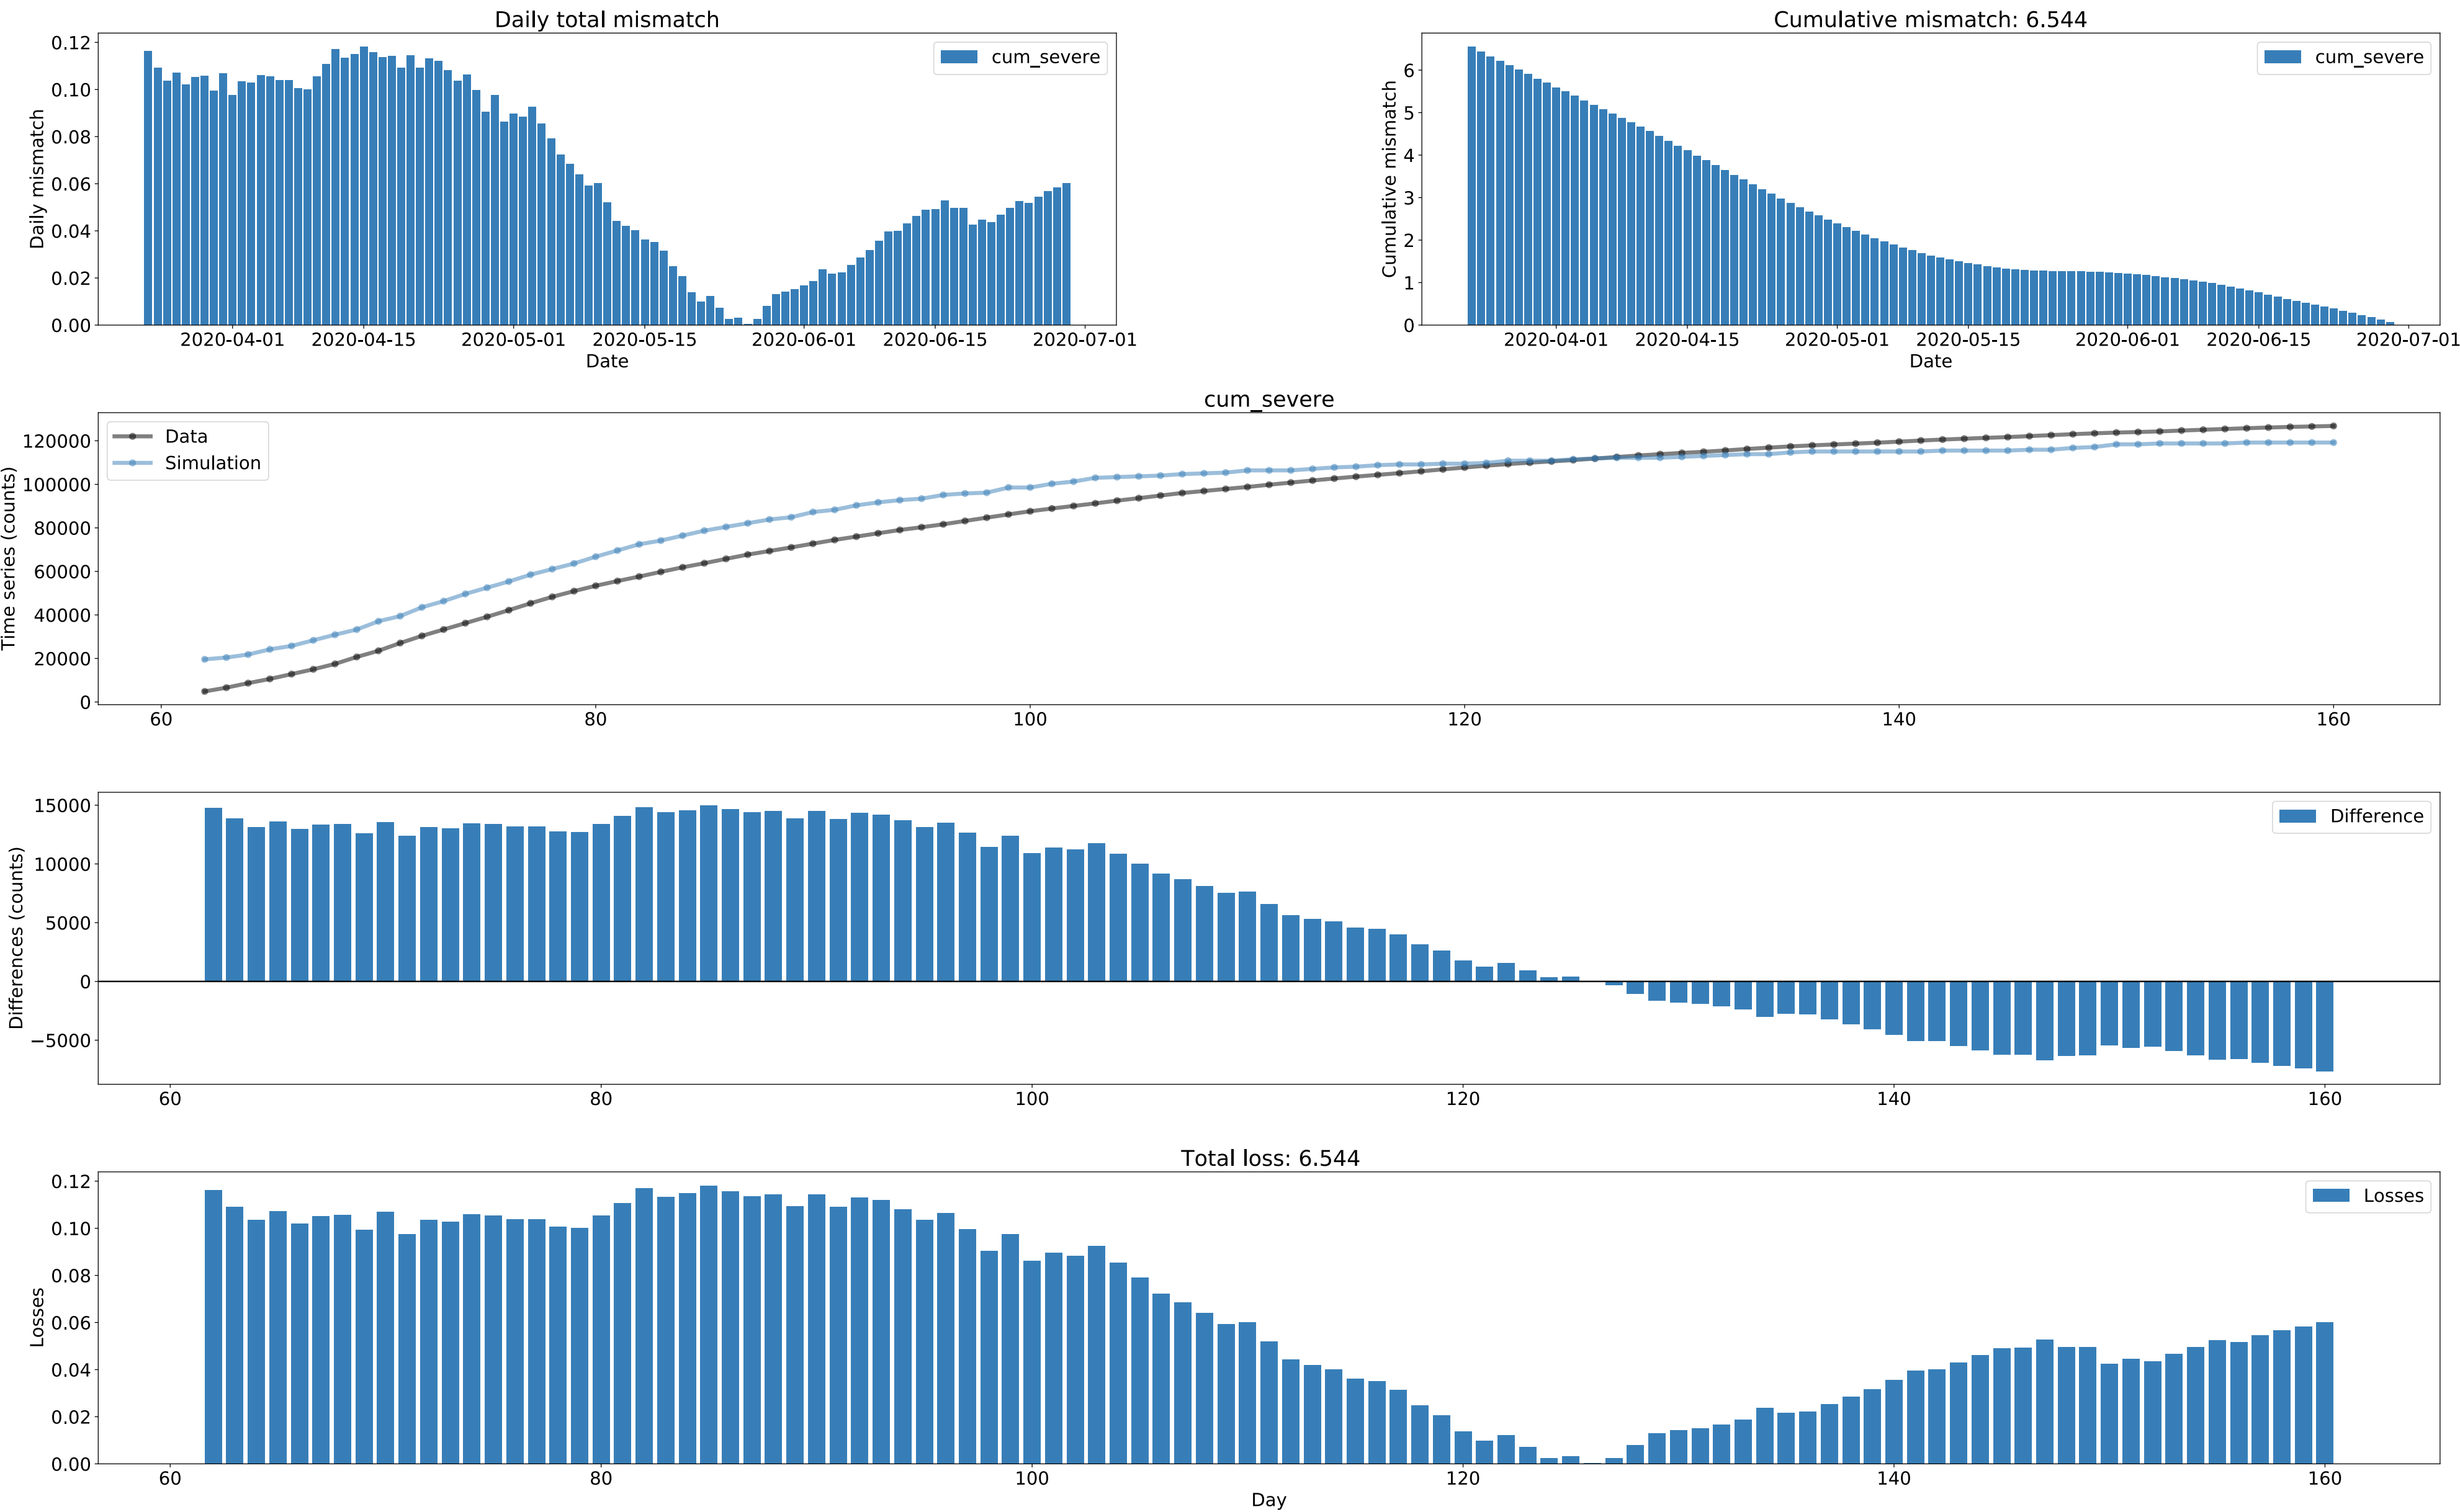 Daily total mismatch
0.12
0.10
0.08
0.06
0.04
0.02
0.00
Daily mismatch
cum_severe
2020-04-01 2020-04-15 2020-05-01 2020-05-15 2020-06-01 2020-06-15 2020-07-01
Date
Cumulative mismatch: 6.544
6
5
4
3
2
1
0
Cumulative mismatch
cum_severe
2020-04-01 2020-04-15 2020-05-01 2020-05-15 2020-06-01 2020-06-15 2020-07-01
Date
cum_severe
120000
100000
80000
60000
40000
20000
0
Time series (counts)
Data
Simulation
60 80 100 120 140 160
15000
10000
5000
0
−5000
Differences (counts)
Difference
60 80 100 120 140 160
Total loss: 6.544
0.12
0.10
0.08
0.06
0.04
0.02
0.00
Losses
Losses
60 80 100 120 140 160
Day